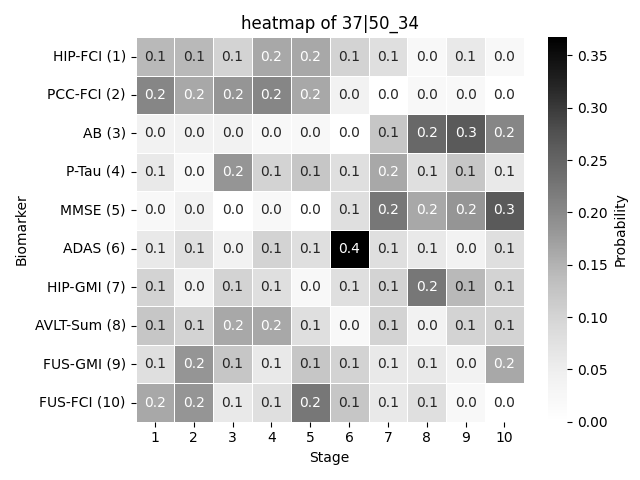 heatmap of 37|50_34
HIP-FCI (1) 0.1 0.1 0.1 0.2 0.2 0.1 0.1 0.0 0.1 0.0
PCC-FCI (2) 0.2 0.2 0.2 0.2 0.2 0.0 0.0 0.0 0.0 0.0
AB (3) 0.0 0.0 0.0 0.0 0.0 0.0 0.1 0.2 0.3 0.2
P-Tau (4) 0.1 0.0 0.2 0.1 0.1 0.1 0.2 0.1 0.1 0.1
MMSE (5) 0.0 0.0 0.0 0.0 0.0 0.1 0.2 0.2 0.2 0.3
ADAS (6) 0.1 0.1 0.0 0.1 0.1 0.4 0.1 0.1 0.0 0.1
HIP-GMI (7) 0.1 0.0 0.1 0.1 0.0 0.1 0.1 0.2 0.1 0.1
AVLT-Sum (8) 0.1 0.1 0.2 0.2 0.1 0.0 0.1 0.0 0.1 0.1
FUS-GMI (9) 0.1 0.2 0.1 0.1 0.1 0.1 0.1 0.1 0.0 0.2
FUS-FCI (10) 0.2 0.2 0.1 0.1 0.2 0.1 0.1 0.1 0.0 0.0
1 2 3 4 5 6 7 8 9 10
Stage
Biomarker
0.35
0.30
0.25
0.20
0.15
0.10
0.05
0.00
Probability